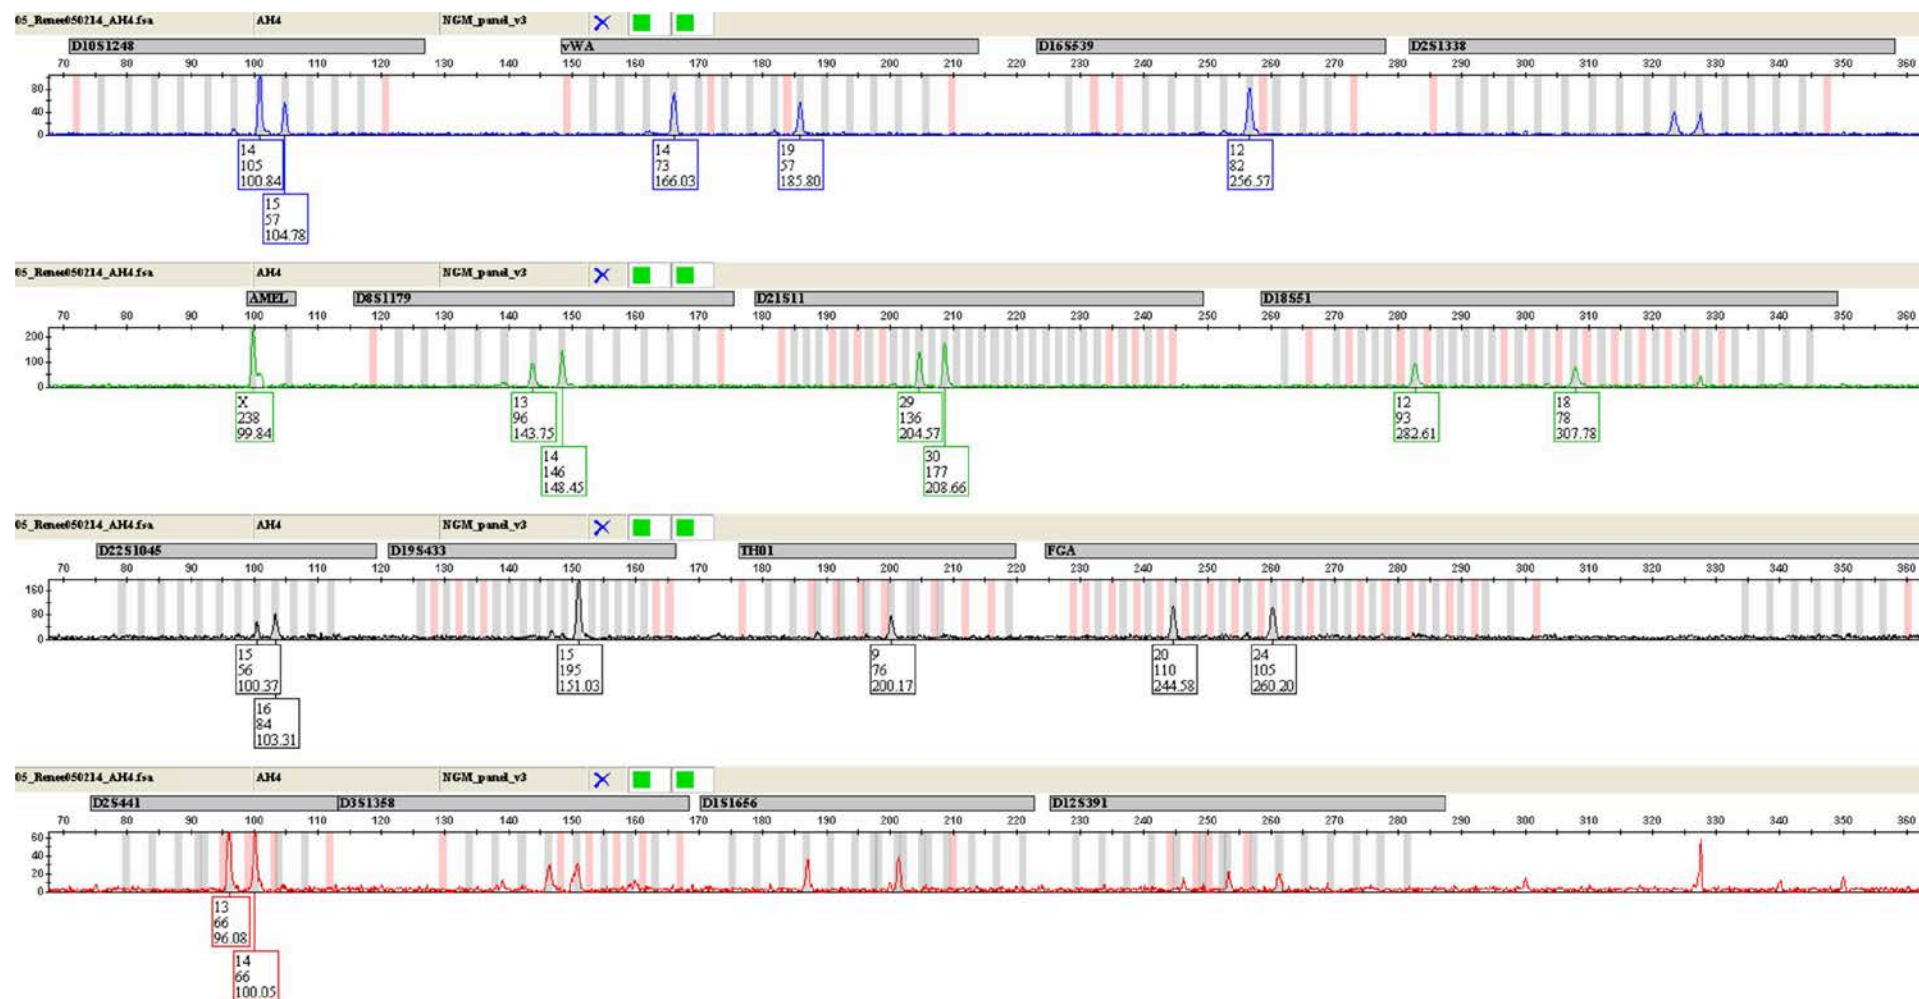 05_Renee050214_AH4.fsa AH4 NGM_panel_v3
D10S1248 vWA D16S539 D2S1338
70 80 90 100 110 120 130 140 150 160 170 180 190 200 210 220 230 240 250 260 270 280 290 300 310 320 330 340 350 360
80
40
0
14 14 19 12
105 73 57 82
100.84 166.03 185.80 256.57
15
57
104.78
05_Renee050214_AH4.fsa AH4 NGM_panel_v3
AMEL D8S1179 D21S11 D18S51
70 80 90 100 110 120 130 140 150 160 170 180 190 200 210 220 230 240 250 260 270 280 290 300 310 320 330 340 350 360
200
100
0
X 13 29 12 18
238 96 136 93 78
99.84 143.75 204.57 282.61 307.78
14 30
146 177
148.45 208.66
05_Renee050214_AH4.fsa AH4 NGM_panel_v3
D22S1045 D19S433 TH01 FGA
70 80 90 100 110 120 130 140 150 160 170 180 190 200 210 220 230 240 250 260 270 280 290 300 310 320 330 340 350 360
160
80
0
15 15 9 20 24
56 195 76 110 105
100.37 151.03 200.17 244.58 260.20
16
84
103.31
05_Renee050214_AH4.fsa AH4 NGM_panel_v3
D2S441 D3S1358 D1S1656 D12S391
70 80 90 100 110 120 130 140 150 160 170 180 190 200 210 220 230 240 250 260 270 280 290 300 310 320 330 340 350 360
60
40
20
0
13
66
96.08
14
66
100.05